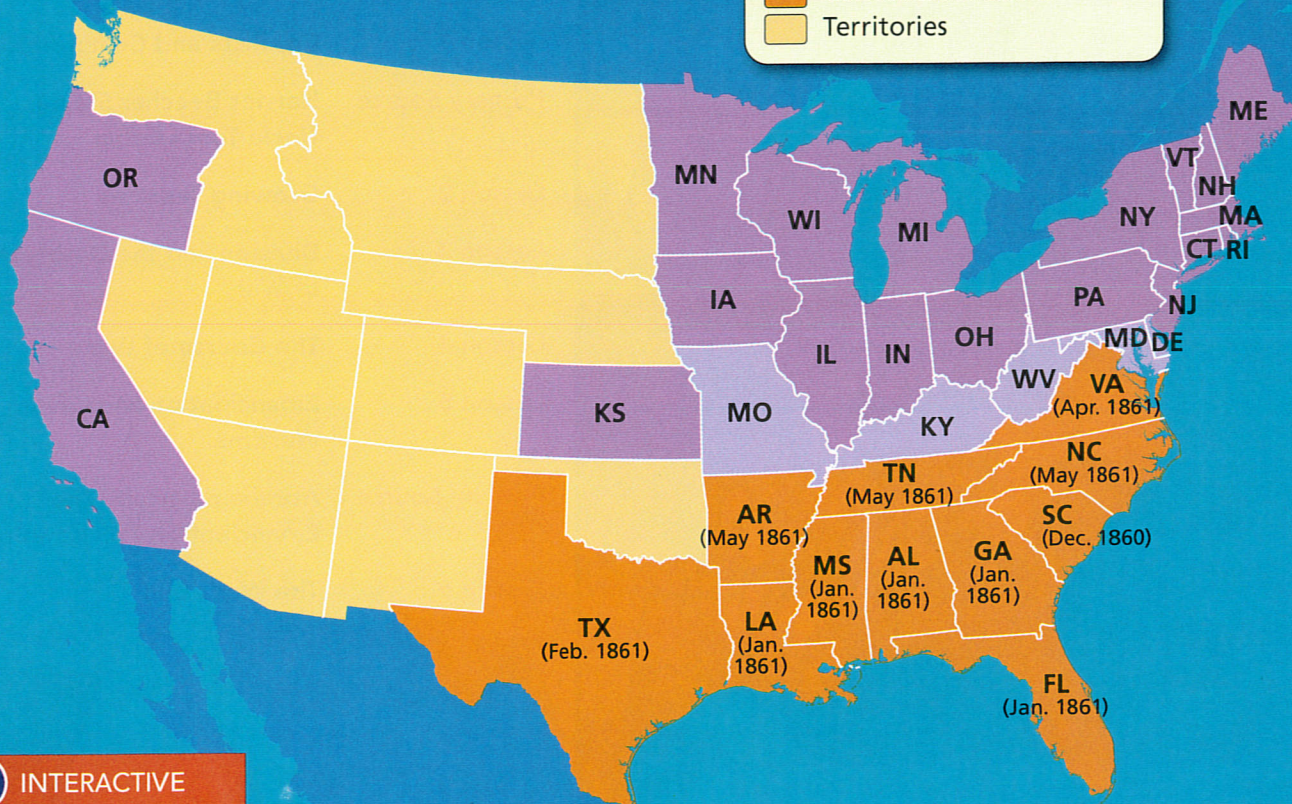 Territories
ME
VT
NH
OR
MN
WI
MI
NY
MA
CT
RI
IA
PA
NJ
IL
IN
OH
MD
DE
WV
VA
(Apr. 1861)
CA
KS
MO
KY
NC
(May 1861)
TN
(May 1861)
AR
(May 1861)
SC
(Dec. 1860)
MS
(Jan.
1861)
AL
(Jan.
1861)
GA
(Jan.
1861)
TX
(Feb. 1861)
LA
(Jan.
1861)
FL
(Jan. 1861)
INTERACTIVE